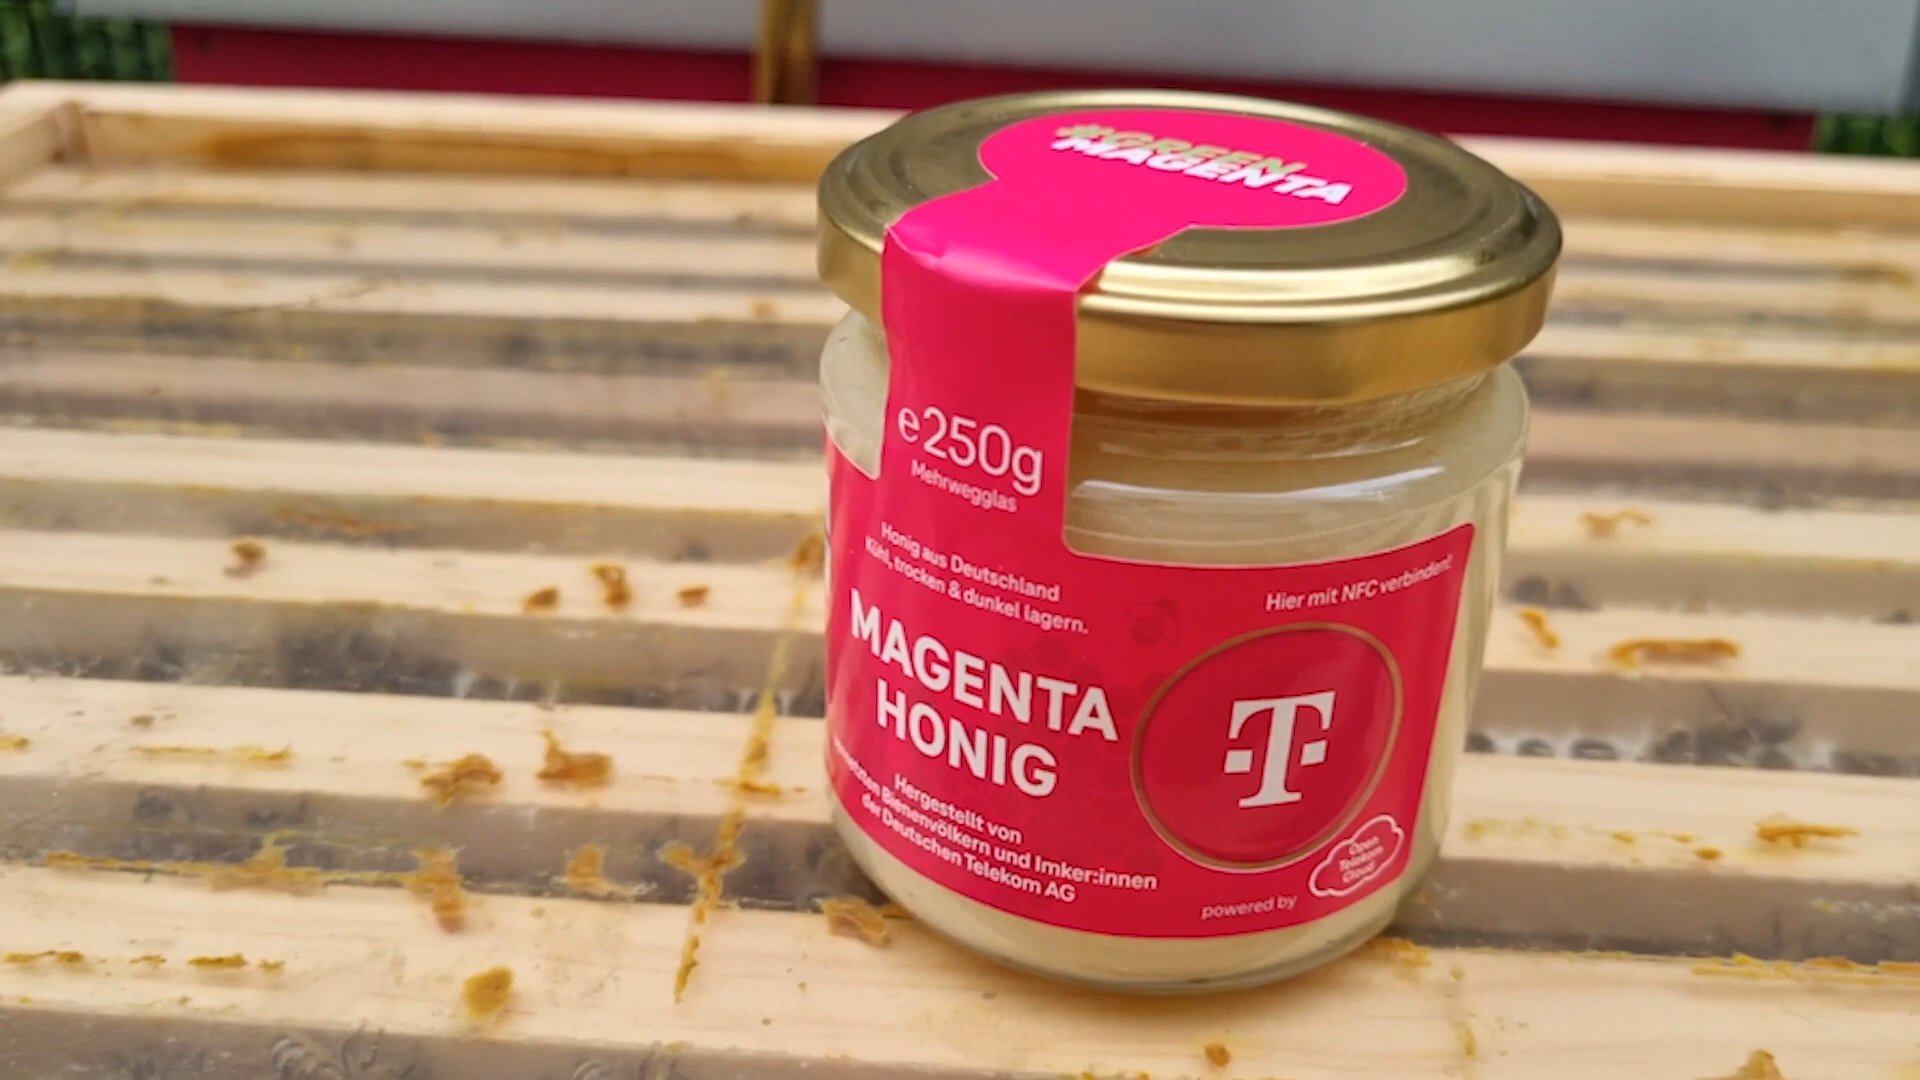 #GREEN
MAGENTA
e250g
Mehrwegglas
Honig aus Deutschland
Kühl, trocken & dunkel lagern.
MAGENTA
HONIG
Hergestellt von
Bienenvölkern und Imker:innen
der Deutschen Telekom AG
Hier mit NFC verbinden!
T
powered by
Open
Telekom
Cloud